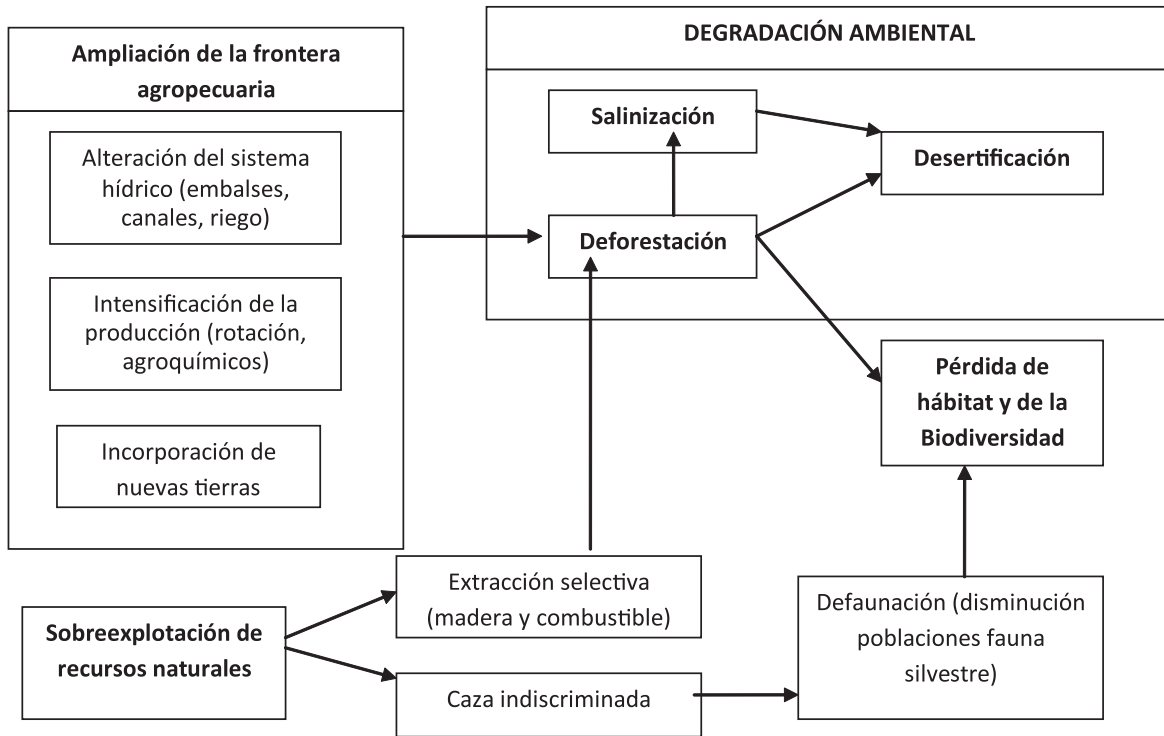 Ampliación de la frontera
agropecuaria
Alteración del sistema
hídrico (embalses,
canales, riego)
Intensificación de la
producción (rotación,
agroquímicos)
Incorporación de
nuevas tierras
DEGRADACIÓN AMBIENTAL
Salinización
Desertificación
Deforestación
Pérdida de
hábitat y de la
Biodiversidad
Sobreexplotación de
recursos naturales
Extracción selectiva
(madera y combustible)
Caza indiscriminada
Defaunación (disminución
poblaciones fauna
silvestre)